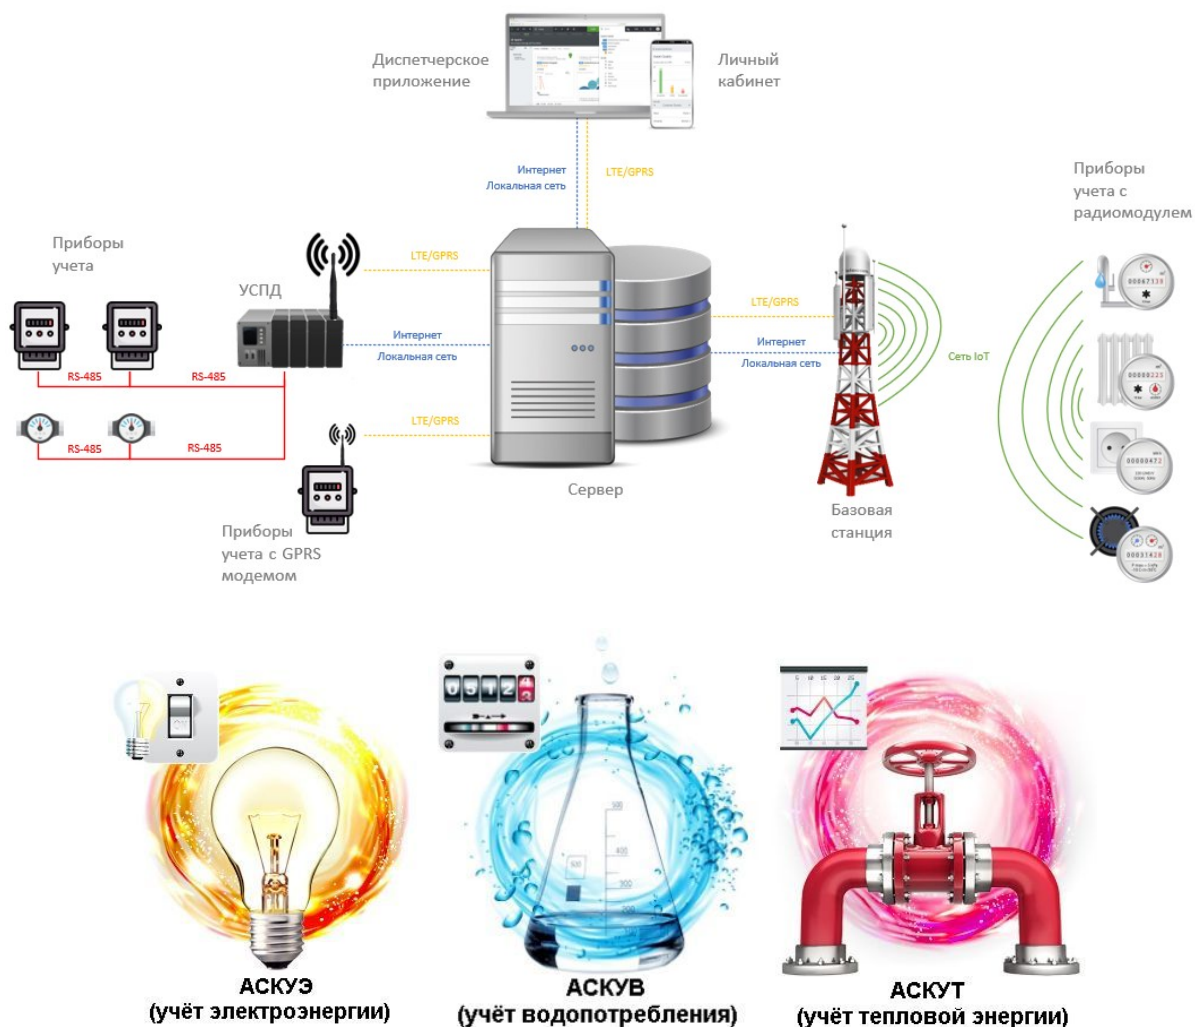 Диспетчерское
приложение
Личный
кабинет
Интернет
Локальная сеть
LTE/GPRS
Приборы
учета с
радиомодулем
Приборы
учета
УСПД
LTE/GPRS
Интернет
Локальная сеть
LTE/GPRS
Интернет
Локальная сеть
Сеть IoT
RS-485
RS-485
RS-485
RS-485
LTE/GPRS
Сервер
Базовая
станция
Приборы
учета с GPRS
модемом
АСКУЭ
(учёт электроэнергии)
АСКУВ
(учёт водопотребления)
АСКУТ
(учёт тепловой энергии)